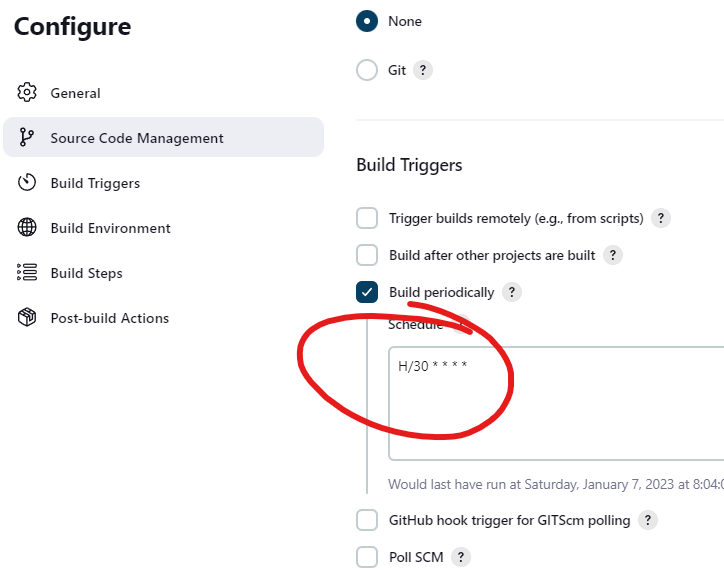 Configure
General
Source Code Management
Build Triggers
Build Environment
Build Steps
Post-build Actions
None
Git ?
Build Triggers
Trigger builds remotely (e.g., from scripts) ?
Build after other projects are built ?
Build periodically ?
Schedule
H/30 * * * *
Would last have run at Saturday, January 7, 2023 at 8:04:
GitHub hook trigger for GITScm polling ?
Poll SCM ?